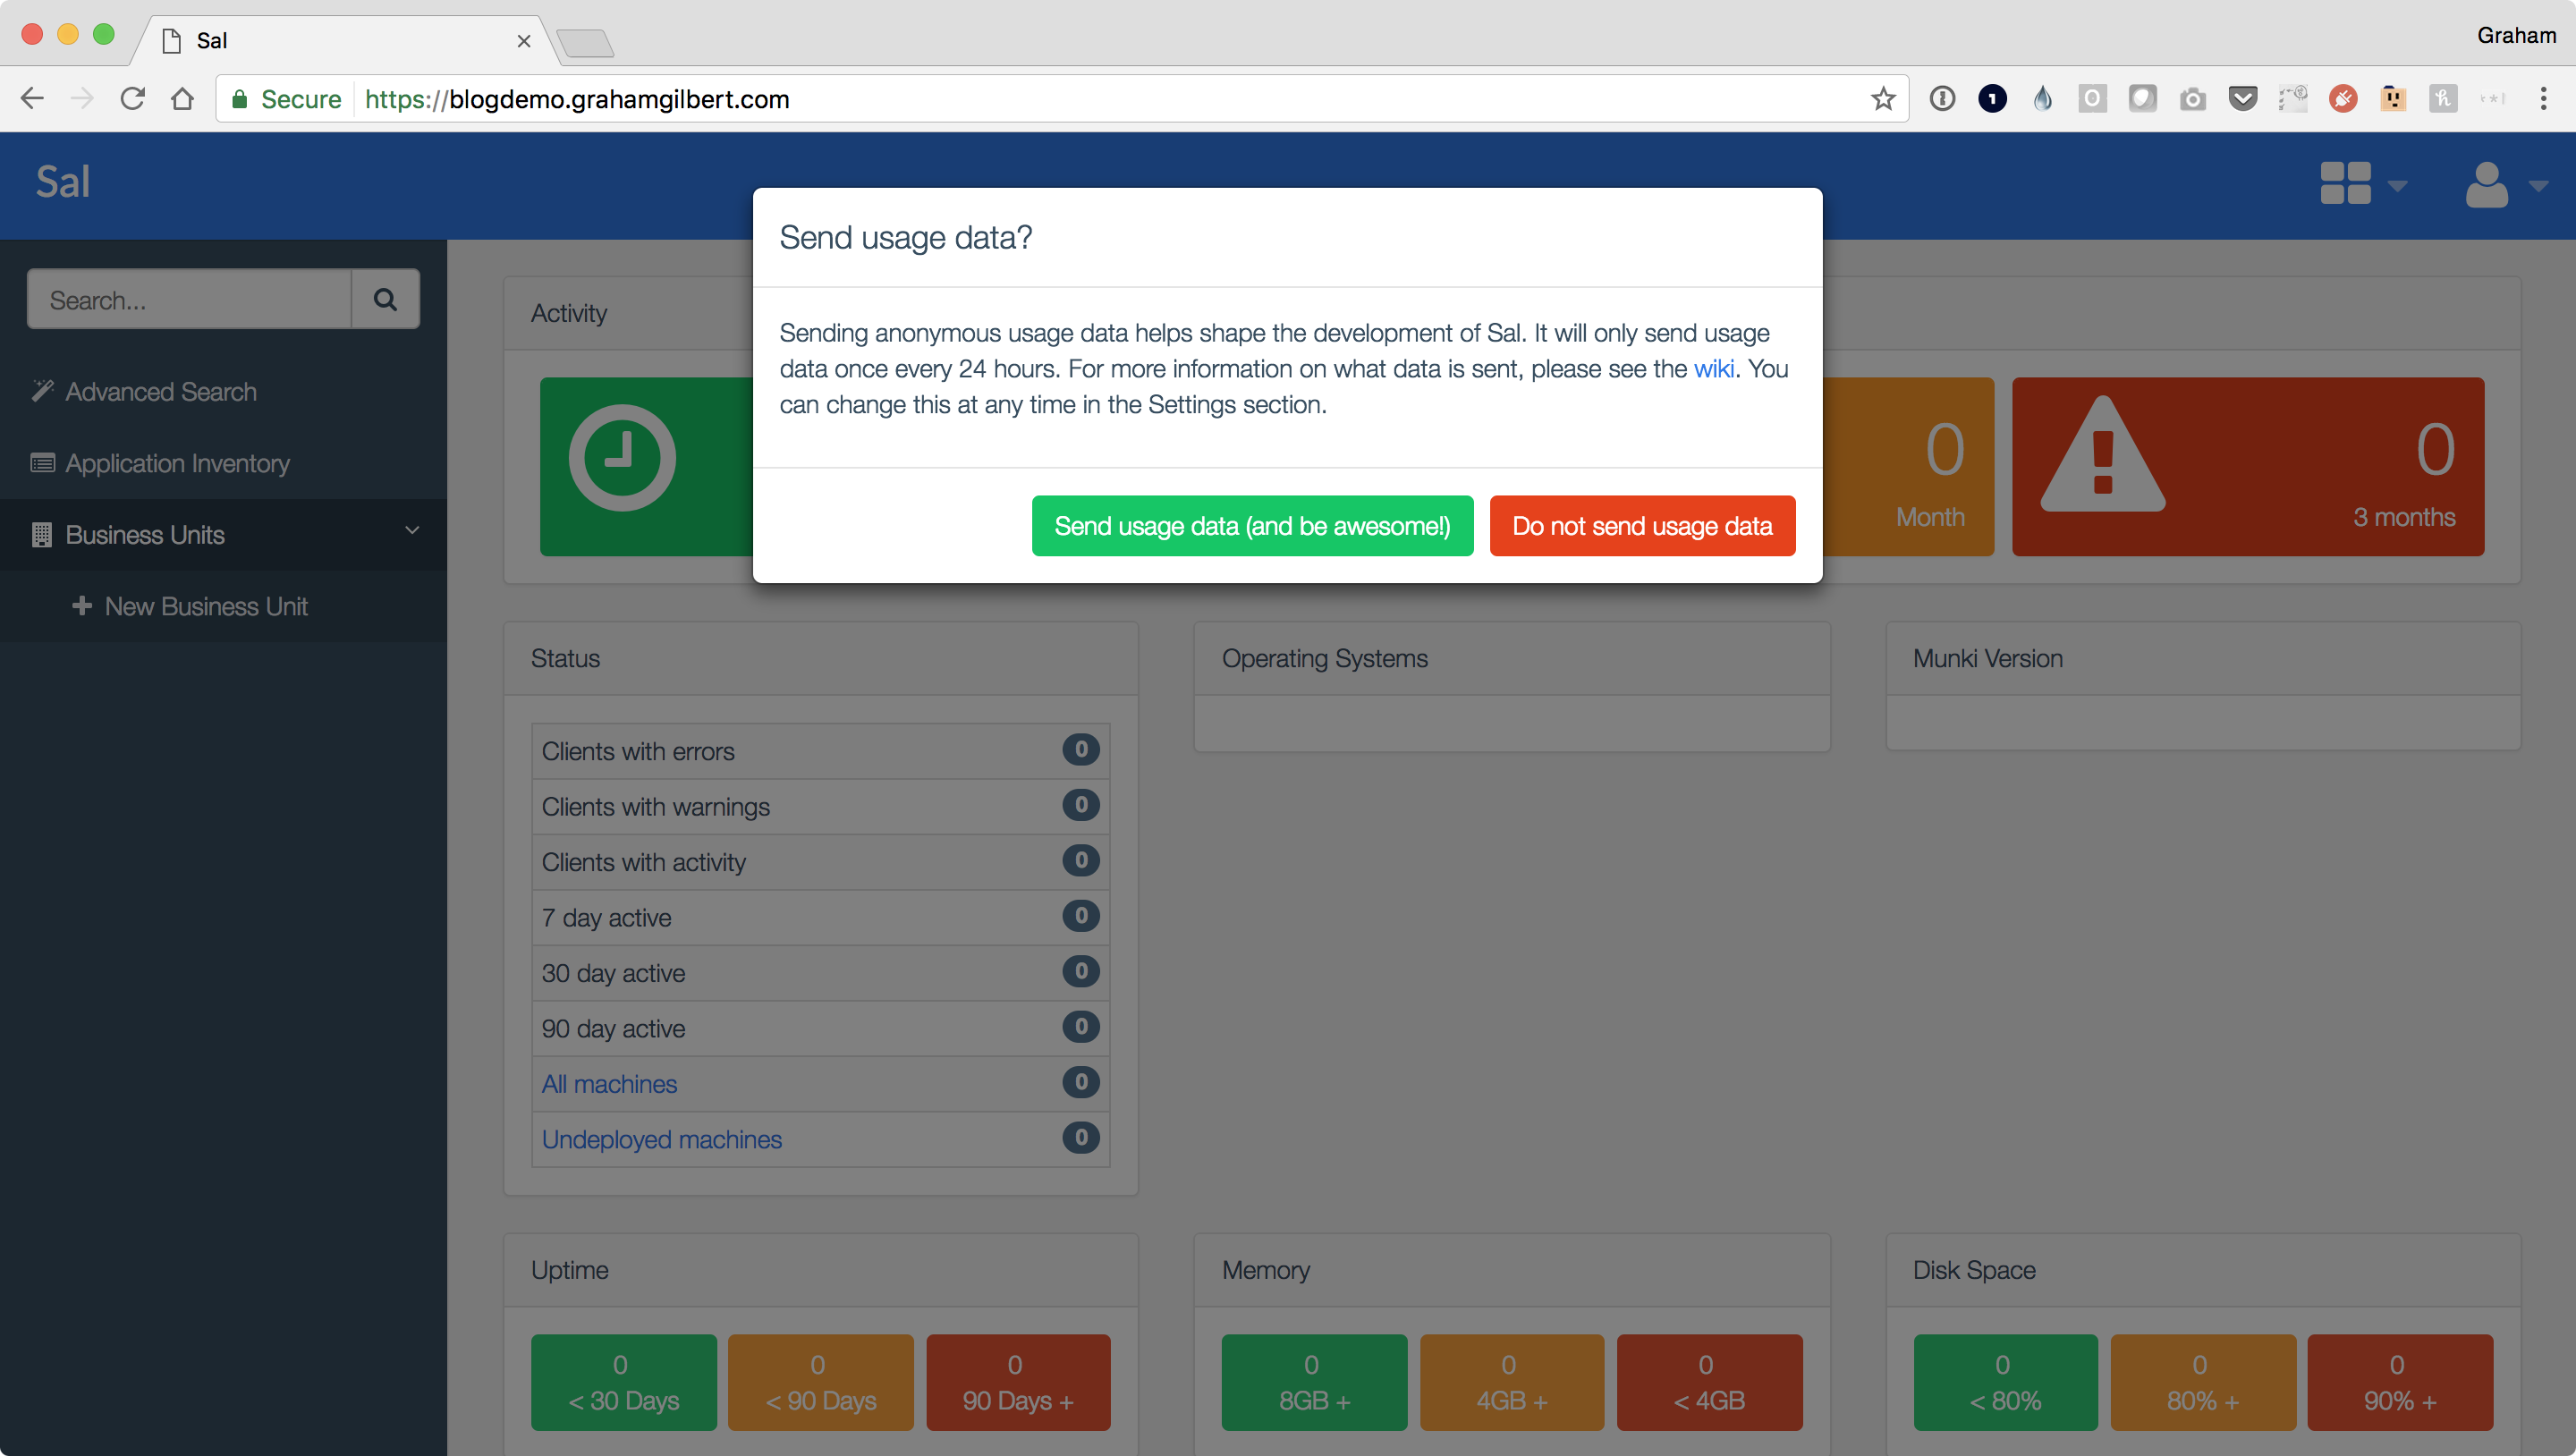 Sal
Graham
Secure https://blogdemo.grahamgilbert.com
Sal
Send usage data?
Sending anonymous usage data helps shape the development of Sal. It will only send usage
data once every 24 hours. For more information on what data is sent, please see the wiki. You
can change this at any time in the Settings section.
Send usage data (and be awesome!)
Do not send usage data
Search...
Advanced Search
Application Inventory
Business Units
New Business Unit
Activity
0
Month
0
3 months
Status
Clients with errors 0
Clients with warnings 0
Clients with activity 0
7 day active 0
30 day active 0
90 day active 0
All machines 0
Undeployed machines 0
Operating Systems
Munki Version
Uptime
0
< 30 Days
0
< 90 Days
0
90 Days +
Memory
0
8GB +
0
4GB +
0
< 4GB
Disk Space
0
< 80%
0
80% +
0
90% +